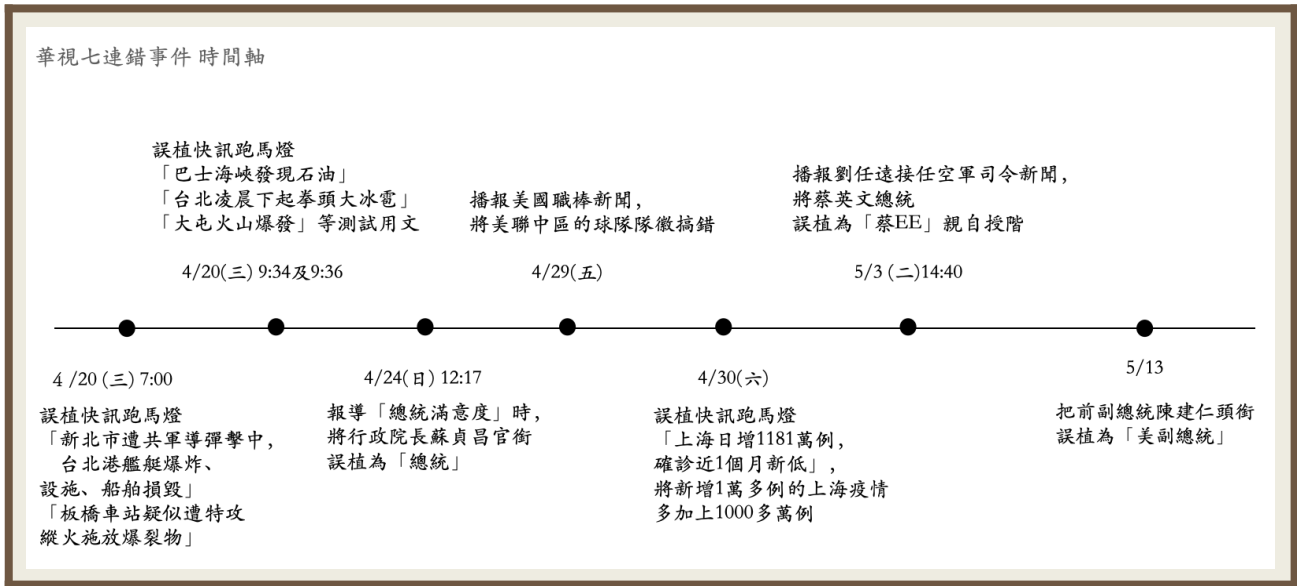 華視七連錯事件 時間軸
誤植快訊跑馬燈
「巴士海峽發現石油」
「台北凌晨下起拳頭大冰雹」
「大屯火山爆發」等測試用文
4/20(三) 9:34及9:36
播報美國職棒新聞，
將美聯中區的球隊隊徽搞錯
4/29(五)
播報劉任遠接任空軍司令新聞，
將蔡英文總統
誤植為「蔡EE」親自授階
5/3 (二)14:40
4 /20 (三) 7:00
誤植快訊跑馬燈
「新北市遭共軍導彈擊中，
台北港艦艇爆炸、
設施、船舶損毀」
「板橋車站疑似遭特攻
縱火施放爆裂物」
4/24(日) 12:17
報導「總統滿意度」時，
將行政院長蘇貞昌官銜
誤植為「總統」
4/30(六)
誤植快訊跑馬燈
「上海日增1181萬例，
確診近1個月新低」，
將新增1萬多例的上海疫情
多加上1000多萬例
5/13
把前副總統陳建仁頭銜
誤植為「美副總統」